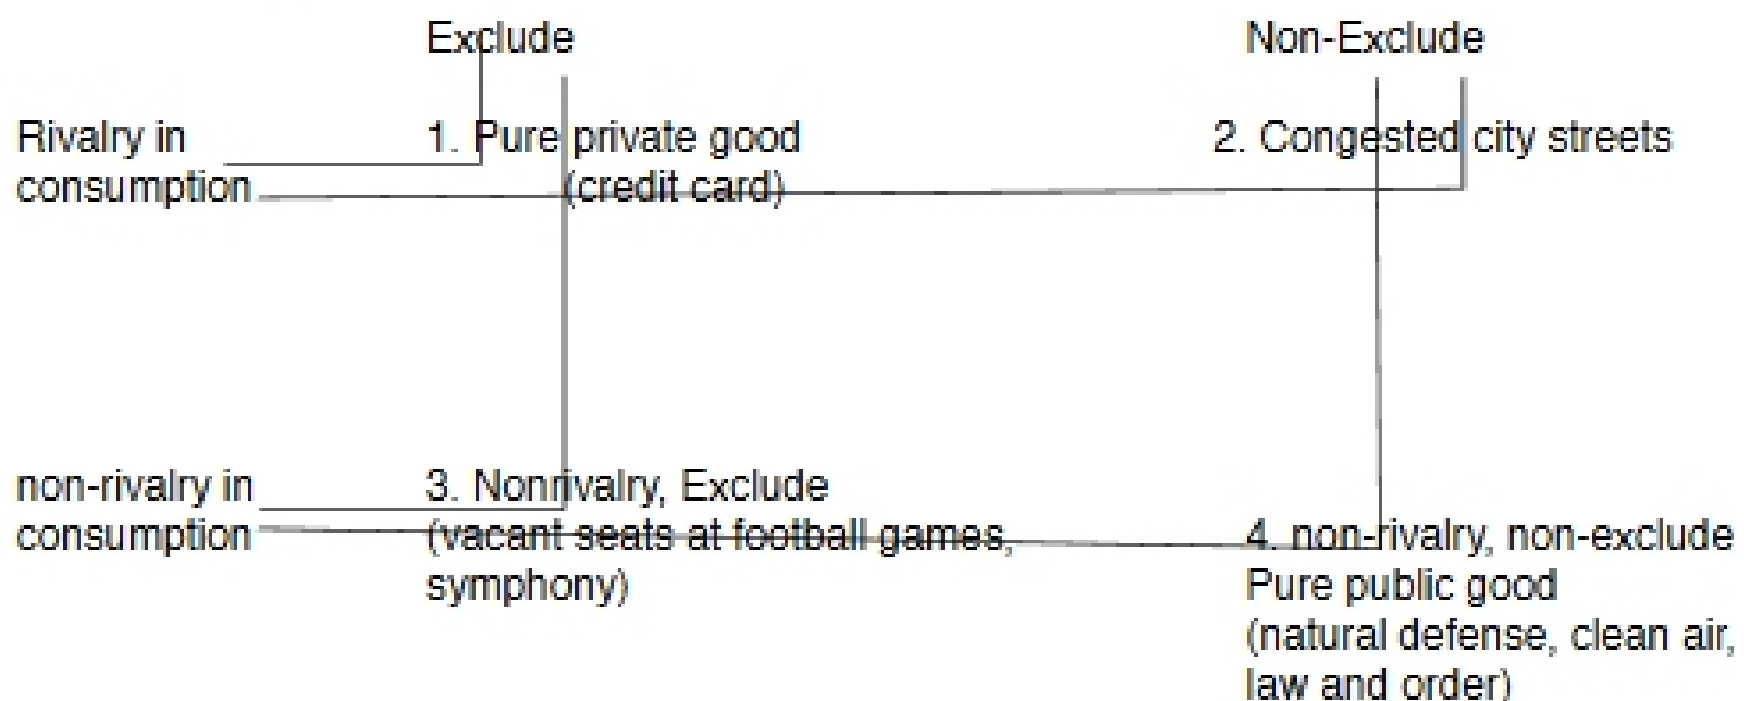 Exclude
Non-Exclude
Rivalry in
consumption
1. Pure private good
(credit card)
2. Congested city streets
non-rivalry in
consumption
3. Nonrivalry, Exclude
(vacant seats at football games,
symphony)
4. non-rivalry, non-exclude
Pure public good
(natural defense, clean air,
law and order)